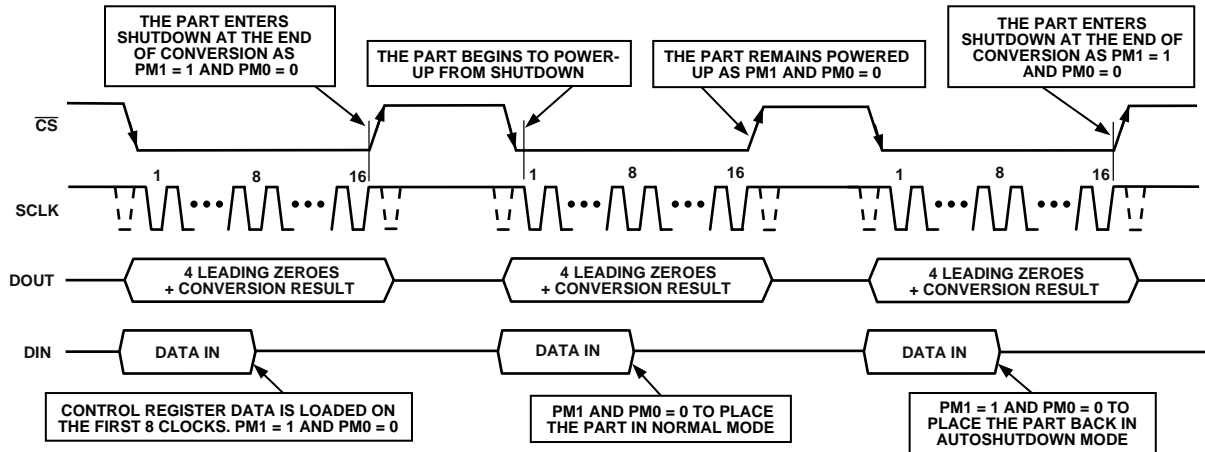 THE PART ENTERS
SHUTDOWN AT THE END
OF CONVERSION AS
PM1 = 1 AND PM0 = 0
THE PART BEGINS TO POWER-
UP FROM SHUTDOWN
THE PART REMAINS POWERED
UP AS PM1 AND PM0 = 0
THE PART ENTERS
SHUTDOWN AT THE END OF
CONVERSION AS PM1 = 1
AND PM0 = 0
CS
1 8 16 1 8 16 1 8 16
SCLK
DOUT
4 LEADING ZEROES
+ CONVERSION RESULT
4 LEADING ZEROES
+ CONVERSION RESULT
4 LEADING ZEROES
+ CONVERSION RESULT
DIN
DATA IN
DATA IN
DATA IN
CONTROL REGISTER DATA IS LOADED ON
THE FIRST 8 CLOCKS. PM1 = 1 AND PM0 = 0
PM1 AND PM0 = 0 TO PLACE
THE PART IN NORMAL MODE
PM1 = 1 AND PM0 = 0 TO
PLACE THE PART BACK IN
AUTOSHUTDOWN MODE